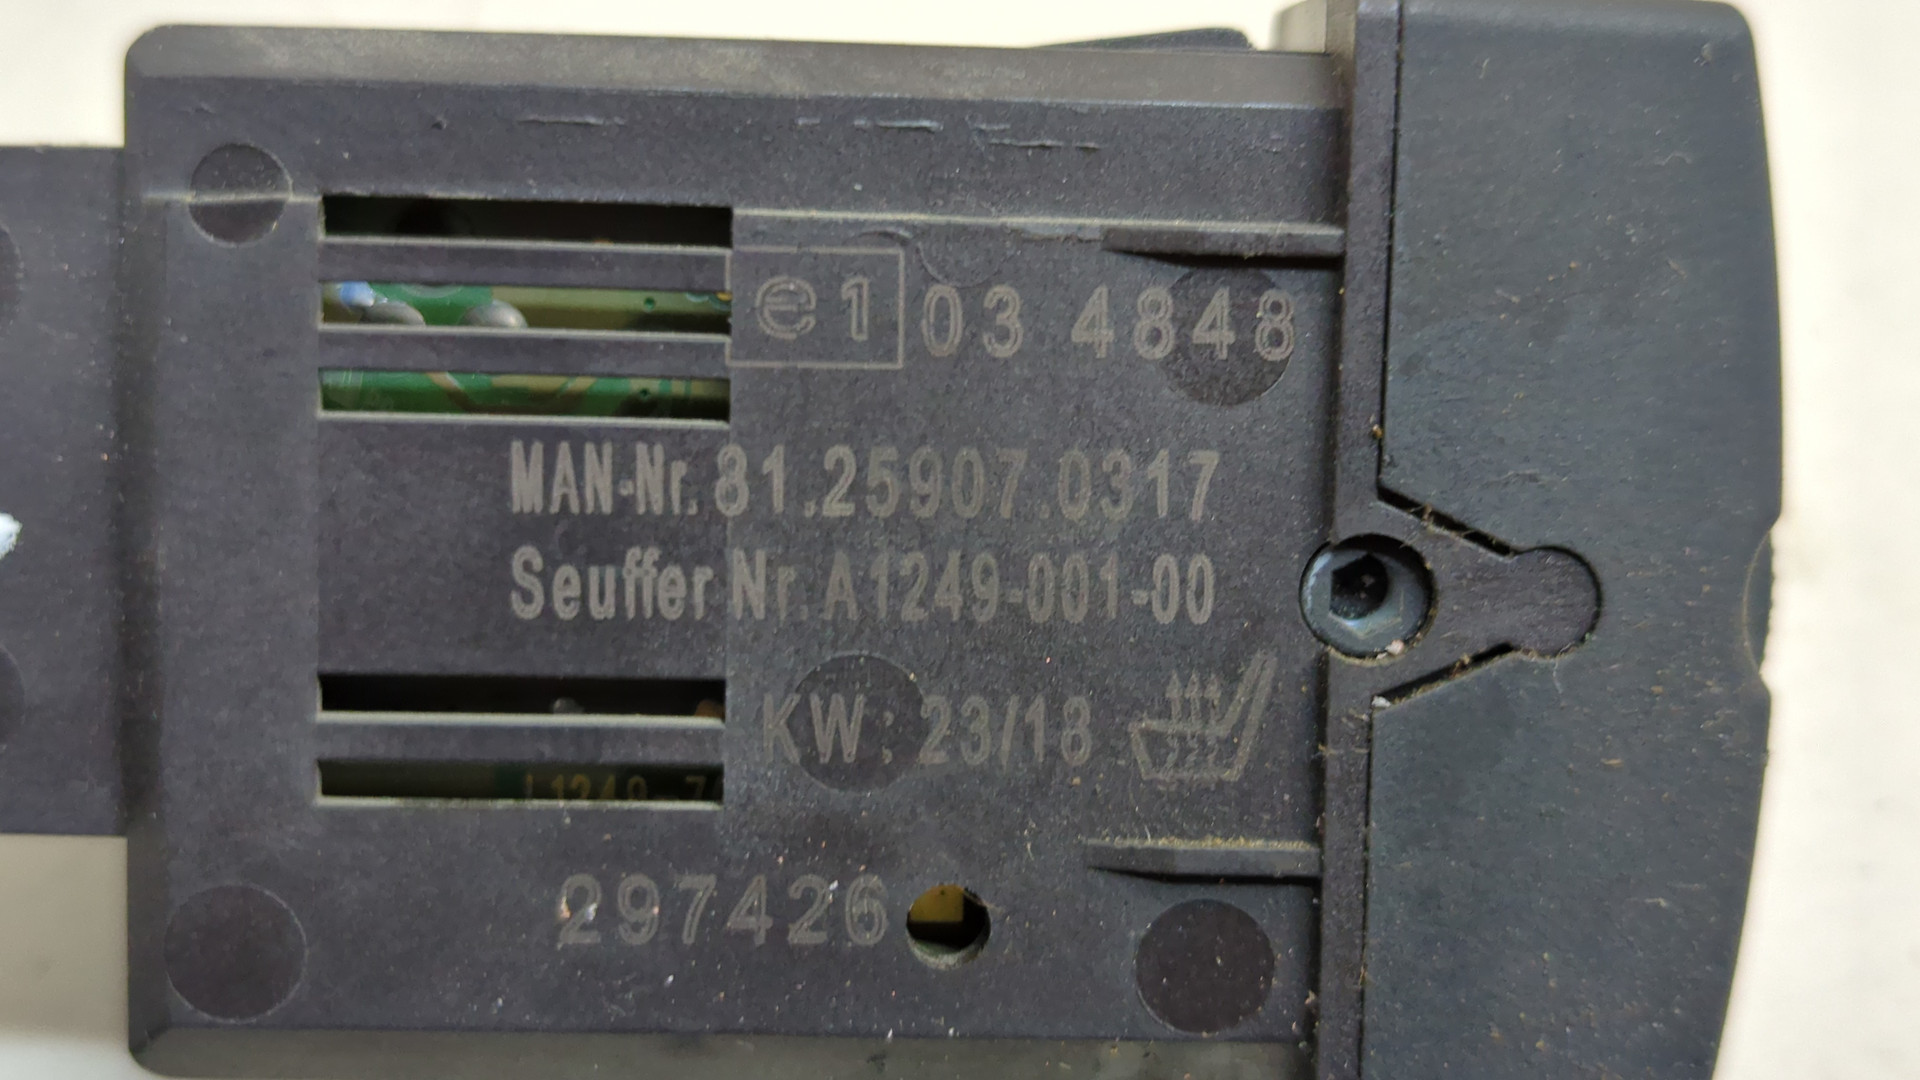 e1 03 4848
MAN-Nr. 81.25907.0317
Seuffer Nr. A1249-001-00
KW: 23/18
297426